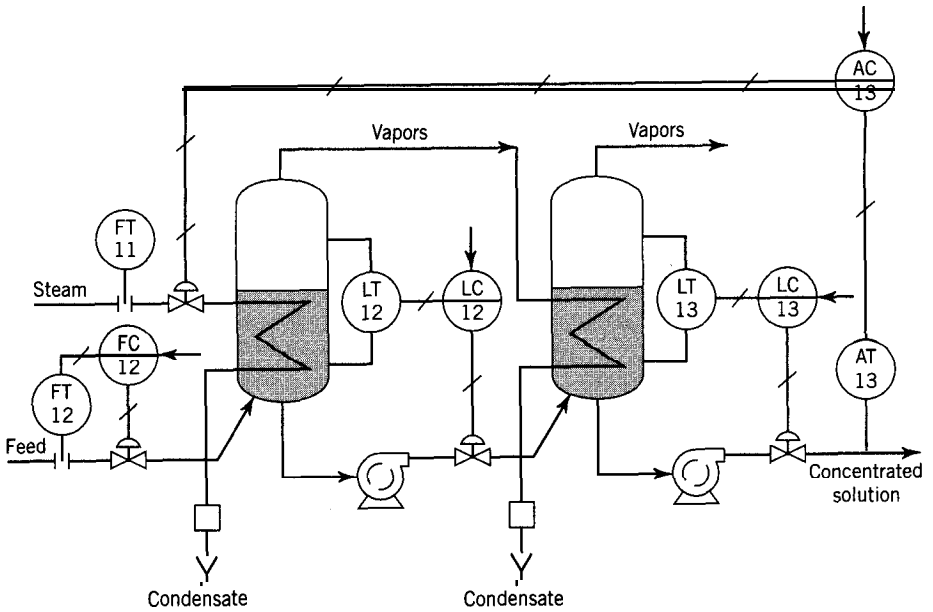 AC
13
Vapors
Vapors
FT
11
Steam
LT
12
LC
12
LT
13
LC
13
FC
12
FT
12
AT
13
Feed
Concentrated
solution
Condensate
Condensate